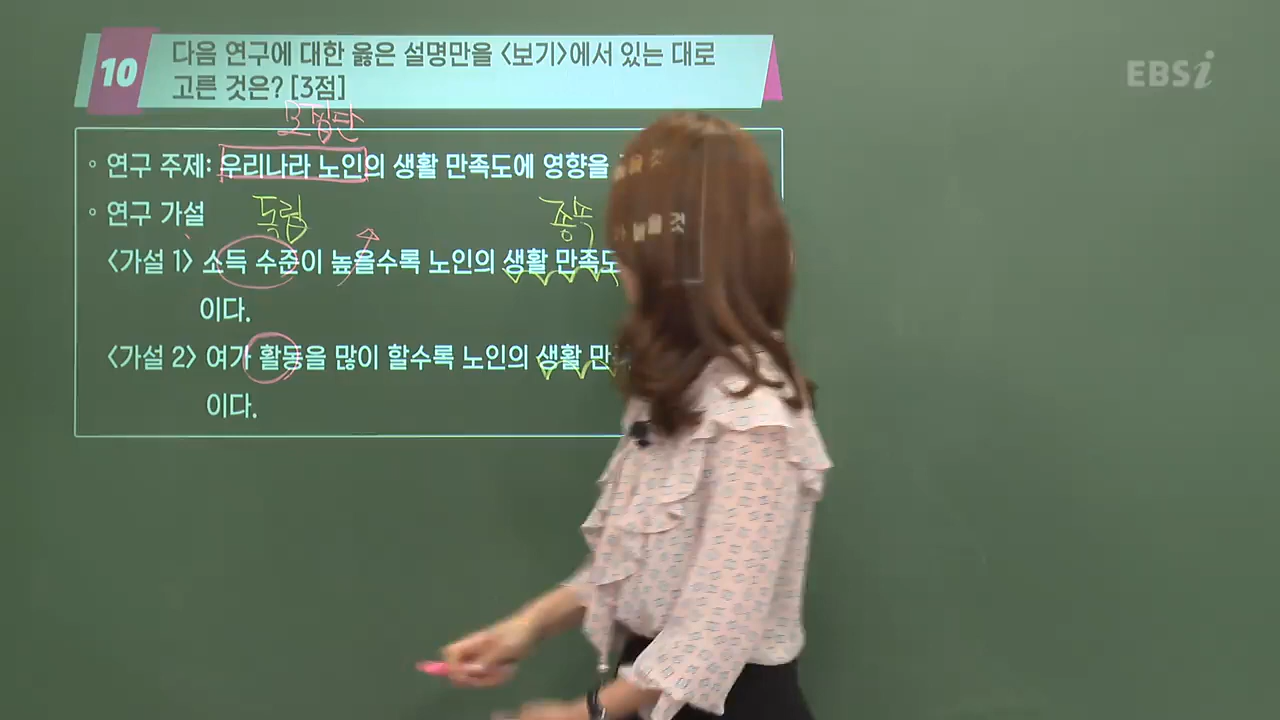 10
다음 연구에 대한 옳은 설명만을 <보기>에서 있는 대로
고른 것은? [3점]
EBSi
모집단
◦ 연구 주제: 우리나라 노인의 생활 만족도에 영향을
◦ 연구 가설
독립
종속
<가설 1> 소득 수준이 높을수록 노인의 생활 만족도
높을 것
이다.
<가설 2> 여가 활동을 많이 할수록 노인의 생활
이다.